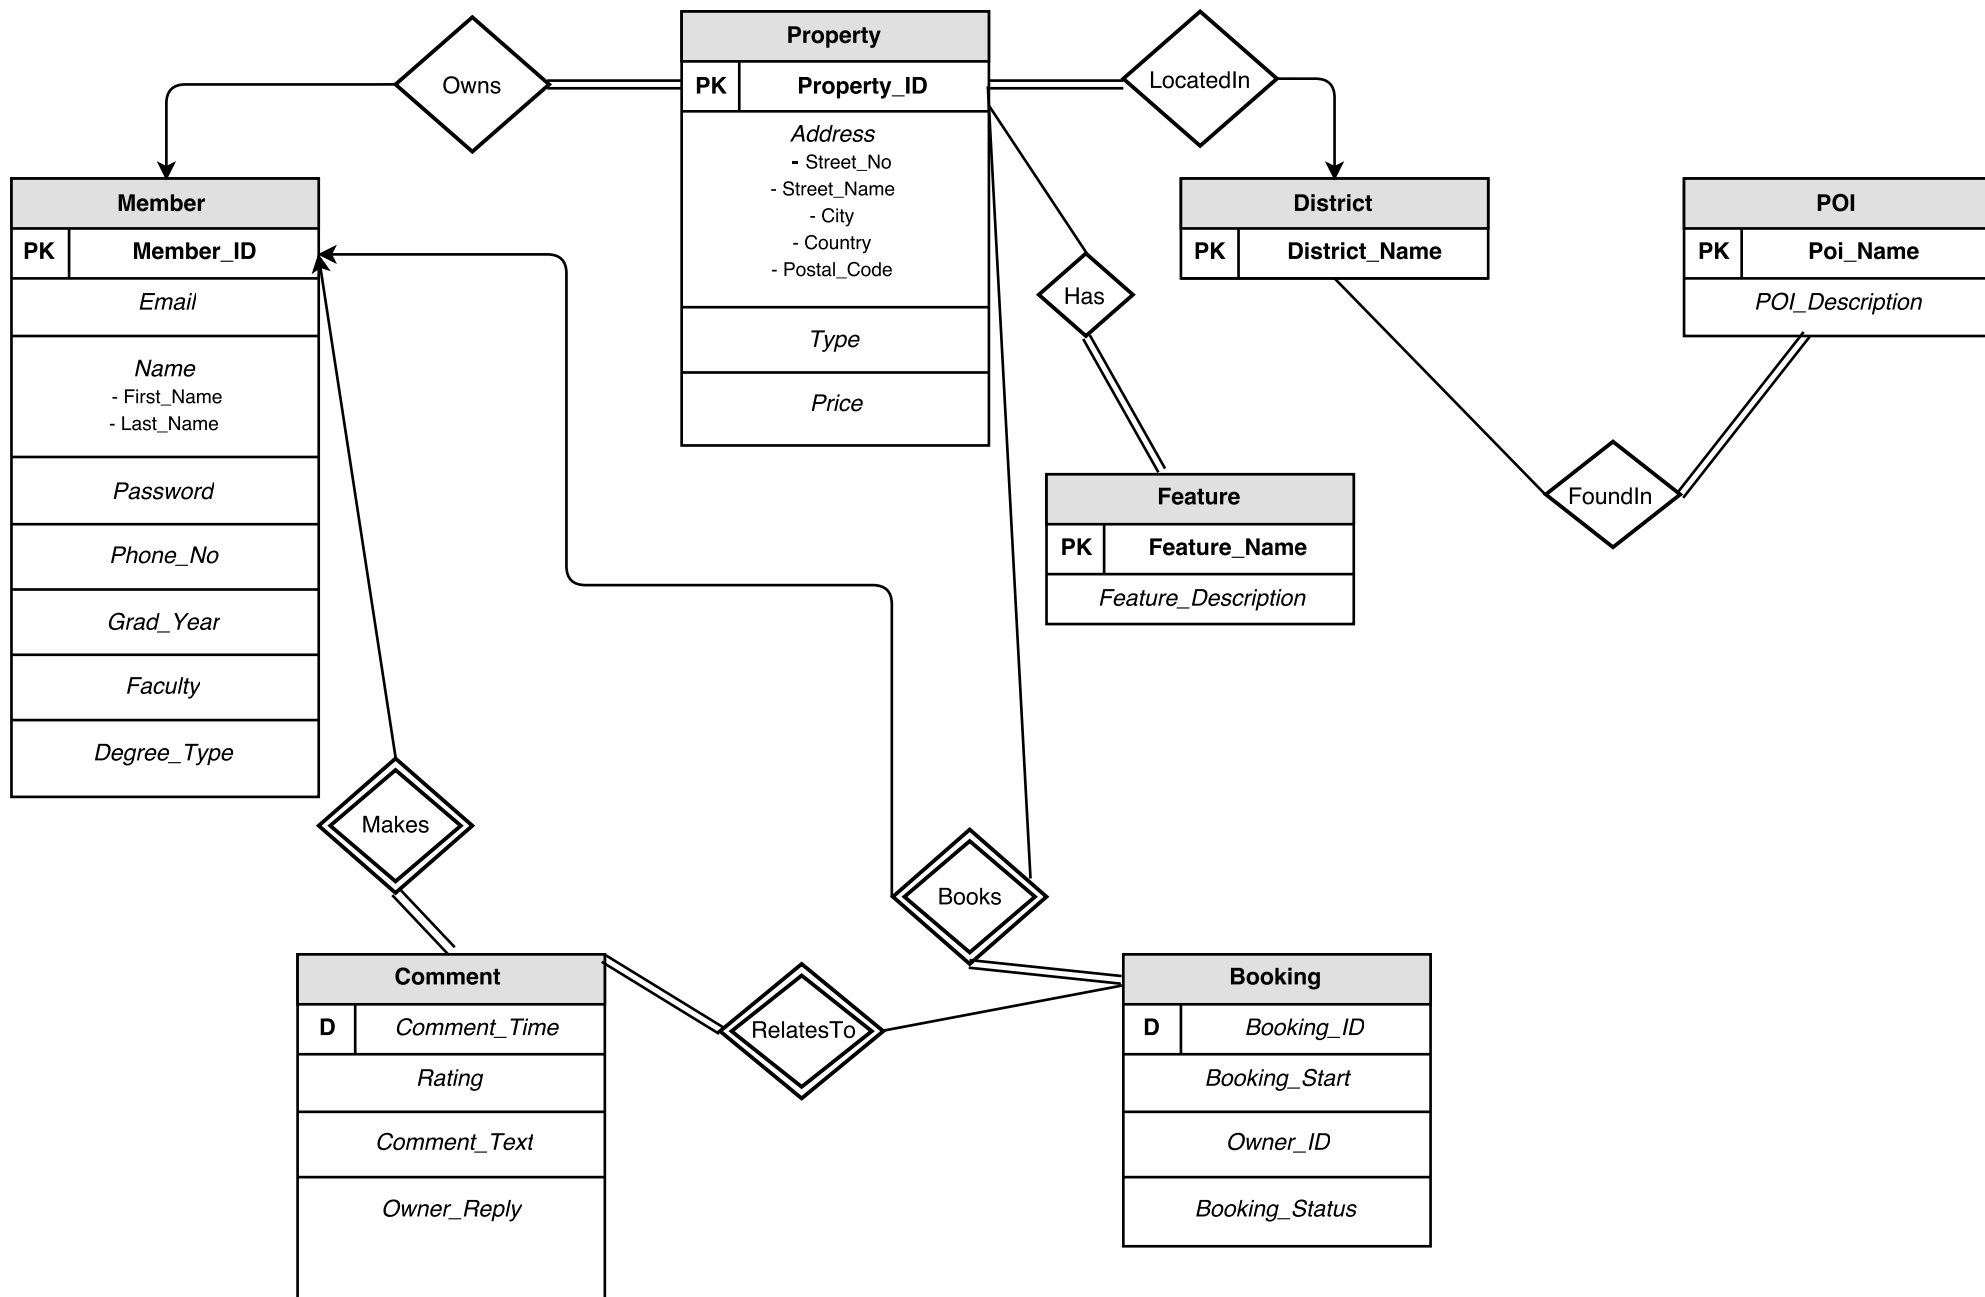 Owns
Property
PK Property_ID
Address
- Street_No
- Street_Name
- City
- Country
- Postal_Code
Type
Price
LocatedIn
Member
PK Member_ID
Email
Name
- First_Name
- Last_Name
Password
Phone_No
Grad_Year
Faculty
Degree_Type
Has
District
PK District_Name
POI
PK Poi_Name
POI_Description
FoundIn
Feature
PK Feature_Name
Feature_Description
Makes
Books
RelatesTo
Comment
D Comment_Time
Rating
Comment_Text
Owner_Reply
Booking
D Booking_ID
Booking_Start
Owner_ID
Booking_Status